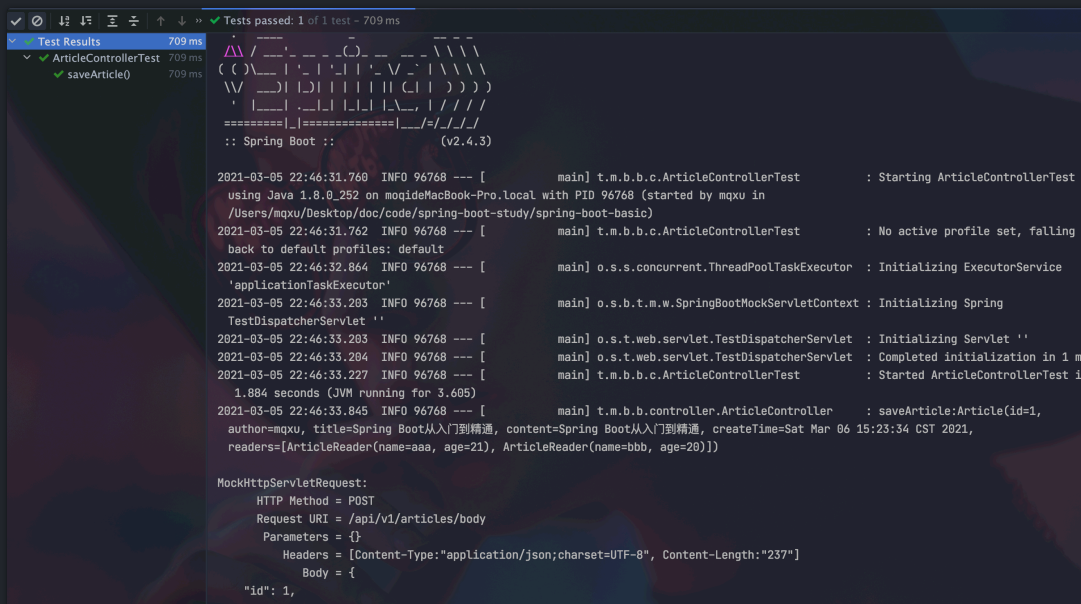 Tests passed: 1 of 1 test – 709 ms
Test Results 709 ms
ArticleControllerTest 709 ms
saveArticle() 709 ms
  .   ____          _            __ _ _
 /\\ / ___'_ __ _ _(_)_ __  __ _ \ \ \ \
( ( )\___ | '_ | '_| | '_ \/ _` | \ \ \ \
 \\/  ___)| |_)| | | | | || (_| |  ) ) ) )
  '  |____| .__|_| |_|_| |_\__, | / / / /
 =========|_|==============|___/=/_/_/_/
 :: Spring Boot ::                (v2.4.3)
2021-03-05 22:46:31.760  INFO 96768 --- [           main] t.m.b.b.c.ArticleControllerTest          : Starting ArticleControllerTest
using Java 1.8.0_252 on moqideMacBook-Pro.local with PID 96768 (started by mqxu in
/Users/mqxu/Desktop/doc/code/spring-boot-study/spring-boot-basic)
2021-03-05 22:46:31.762  INFO 96768 --- [           main] t.m.b.b.c.ArticleControllerTest          : No active profile set, falling
back to default profiles: default
2021-03-05 22:46:32.864  INFO 96768 --- [           main] o.s.s.concurrent.ThreadPoolTaskExecutor  : Initializing ExecutorService
'applicationTaskExecutor'
2021-03-05 22:46:33.203  INFO 96768 --- [           main] o.s.b.t.m.w.SpringBootMockServletContext : Initializing Spring
TestDispatcherServlet ''
2021-03-05 22:46:33.203  INFO 96768 --- [           main] o.s.t.web.servlet.TestDispatcherServlet  : Initializing Servlet ''
2021-03-05 22:46:33.204  INFO 96768 --- [           main] o.s.t.web.servlet.TestDispatcherServlet  : Completed initialization in 1 m
2021-03-05 22:46:33.227  INFO 96768 --- [           main] t.m.b.b.c.ArticleControllerTest          : Started ArticleControllerTest i
1.884 seconds (JVM running for 3.605)
2021-03-05 22:46:33.845  INFO 96768 --- [           main] t.m.b.b.controller.ArticleController     : saveArticle:Article(id=1,
author=mqxu, title=Spring Boot从入门到精通, content=Spring Boot从入门到精通, createTime=Sat Mar 06 15:23:34 CST 2021,
readers=[ArticleReader(name=aaa, age=21), ArticleReader(name=bbb, age=20)])
MockHttpServletRequest:
HTTP Method = POST
Request URI = /api/v1/articles/body
Parameters = {}
Headers = [Content-Type:"application/json;charset=UTF-8", Content-Length:"237"]
Body = {
"id": 1,